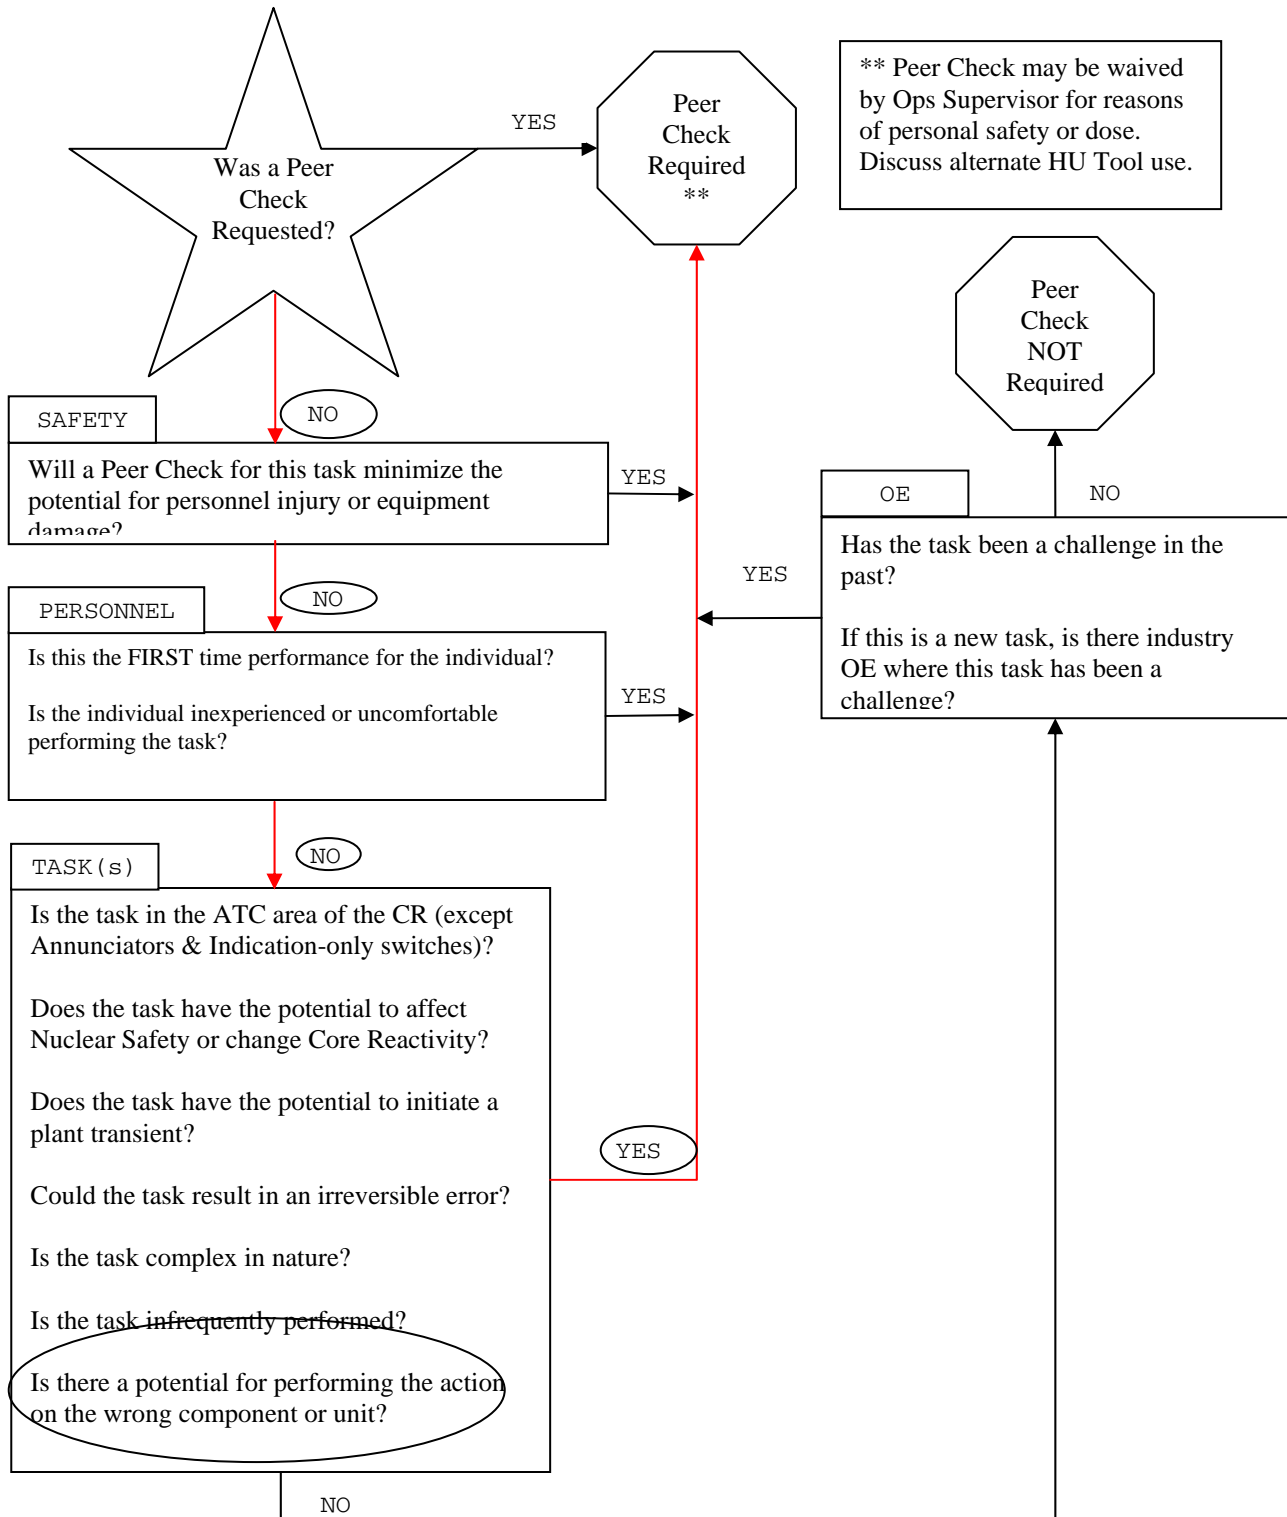 Was a Peer
Check
Requested?
YES
Peer
Check
Required
**
** Peer Check may be waived
by Ops Supervisor for reasons
of personal safety or dose.
Discuss alternate HU Tool use.
Peer
Check
NOT
Required
NO
SAFETY
Will a Peer Check for this task minimize the
potential for personnel injury or equipment
damage?
YES
NO
PERSONNEL
Is this the FIRST time performance for the individual?
Is the individual inexperienced or uncomfortable
performing the task?
YES
OE
NO
Has the task been a challenge in the
past?
If this is a new task, is there industry
OE where this task has been a
challenge?
YES
NO
TASK(s)
Is the task in the ATC area of the CR (except
Annunciators & Indication-only switches)?
Does the task have the potential to affect
Nuclear Safety or change Core Reactivity?
Does the task have the potential to initiate a
plant transient?
Could the task result in an irreversible error?
Is the task complex in nature?
Is the task infrequently performed?
Is there a potential for performing the action
on the wrong component or unit?
YES
NO